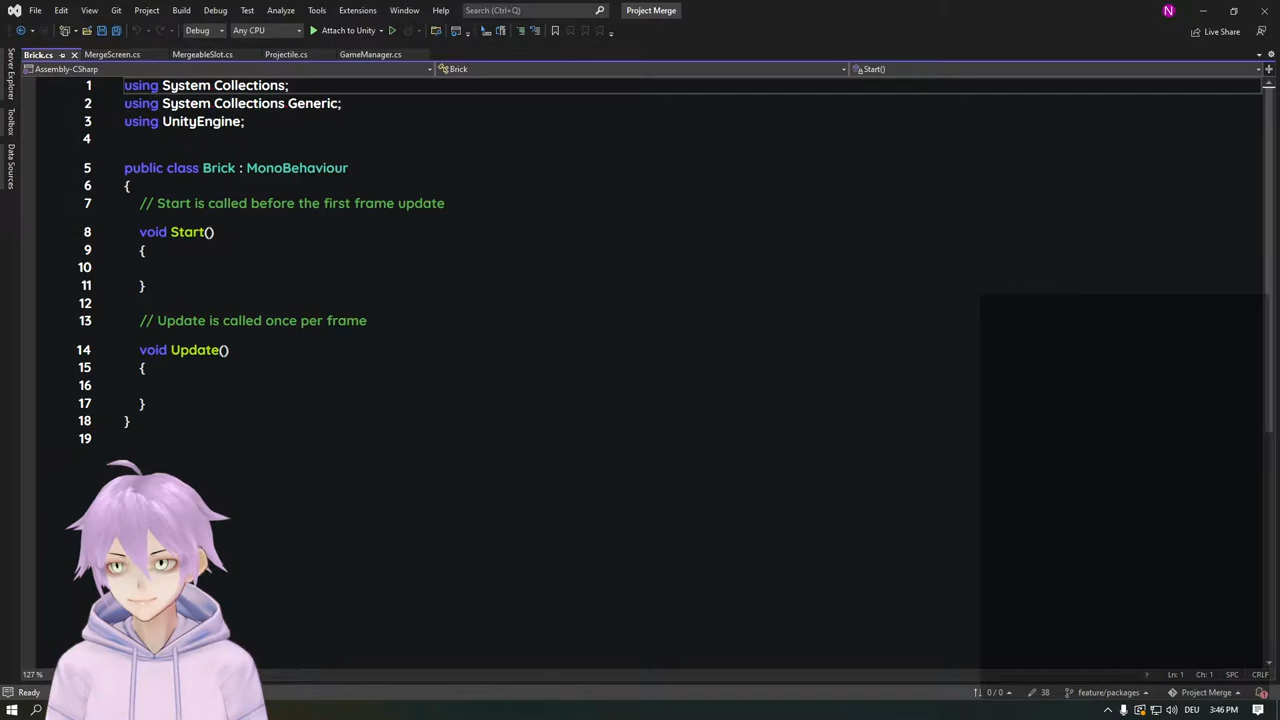 File Edit View Git Project Build Debug Test Analyze Tools Extensions Window Help Search (Ctrl+Q) Project Merge N
Debug Any CPU Attach to Unity Live Share
Brick.cs MergeScreen.cs MergeableSlot.cs Projectile.cs GameManager.cs
Assembly-CSharp Brick Start()
Server Explorer
Toolbox
Data Sources
1 using System Collections;
2 using System Collections Generic;
3 using UnityEngine;
4
5 public class Brick : MonoBehaviour
6 {
7 // Start is called before the first frame update
8 void Start()
9 {
10
11 }
12
13 // Update is called once per frame
14 void Update()
15 {
16
17 }
18 }
19
127 % Ln: 1 Ch: 1 SPC CRLF
Ready 0 / 0 38 feature/packages Project Merge
DEU 3:46 PM